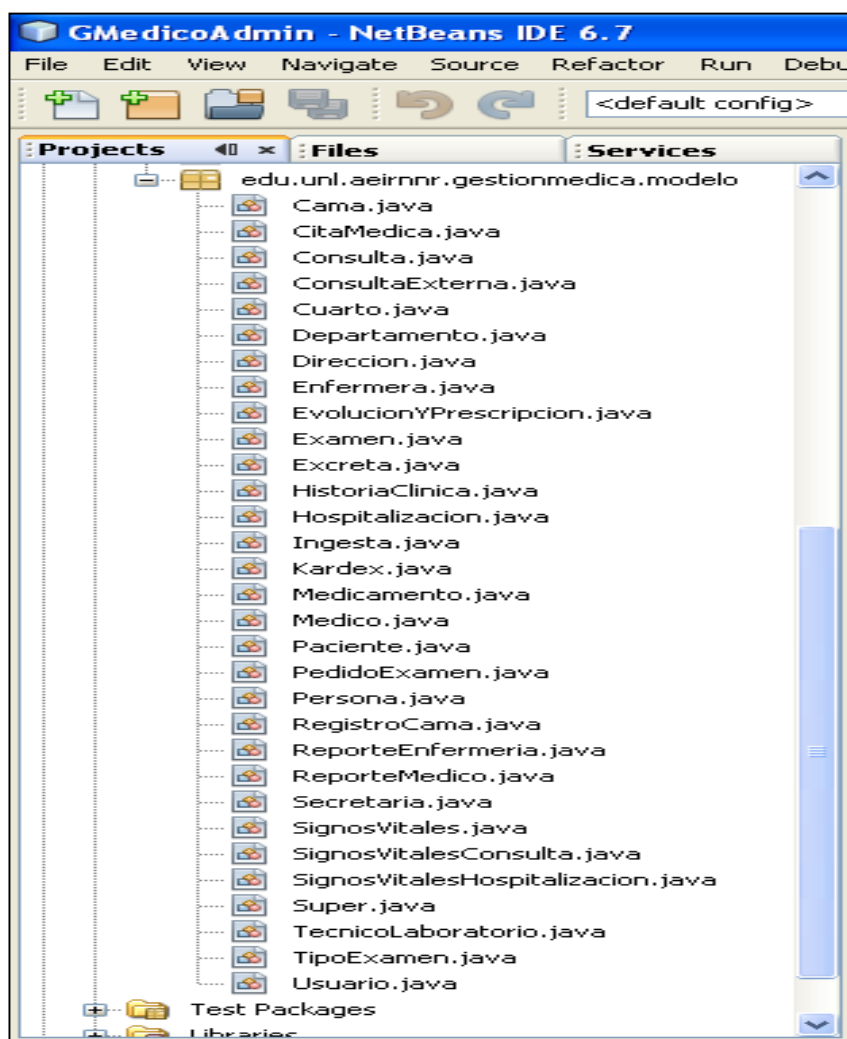 GMedicoAdmin - NetBeans IDE 6.7
File Edit View Navigate Source Refactor Run Debu
<default config>
Projects Files Services
edu.unl.aeirnnr.gestionmedica.modelo
Cama.java
CitaMedica.java
Consulta.java
ConsultaExterna.java
Cuarto.java
Departamento.java
Direccion.java
Enfermera.java
EvolucionYPrescripcion.java
Examen.java
Excreta.java
HistoriaClinica.java
Hospitalizacion.java
Ingesta.java
Kardex.java
Medicamento.java
Medico.java
Paciente.java
PedidoExamen.java
Persona.java
RegistroCama.java
ReporteEnfermeria.java
ReporteMedico.java
Secretaria.java
SignosVitales.java
SignosVitalesConsulta.java
SignosVitalesHospitalizacion.java
Super.java
TecnicoLaboratorio.java
TipoExamen.java
Usuario.java
Test Packages
Libraries